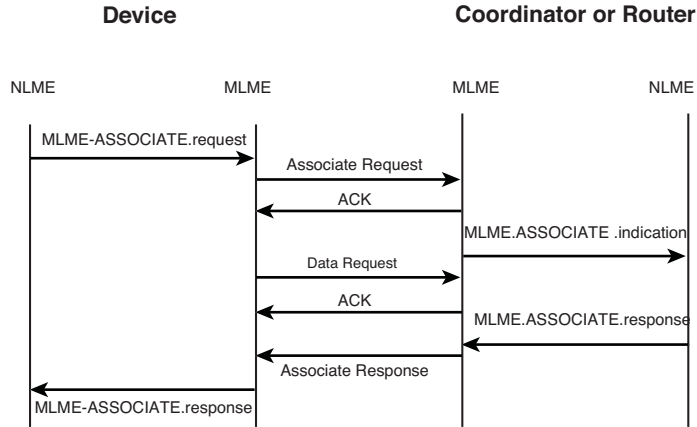 Device Coordinator or Router
NLME MLME MLME NLME
MLME-ASSOCIATE.request
Associate Request
ACK
MLME.ASSOCIATE .indication
Data Request
ACK
MLME.ASSOCIATE.response
Associate Response
MLME-ASSOCIATE.response